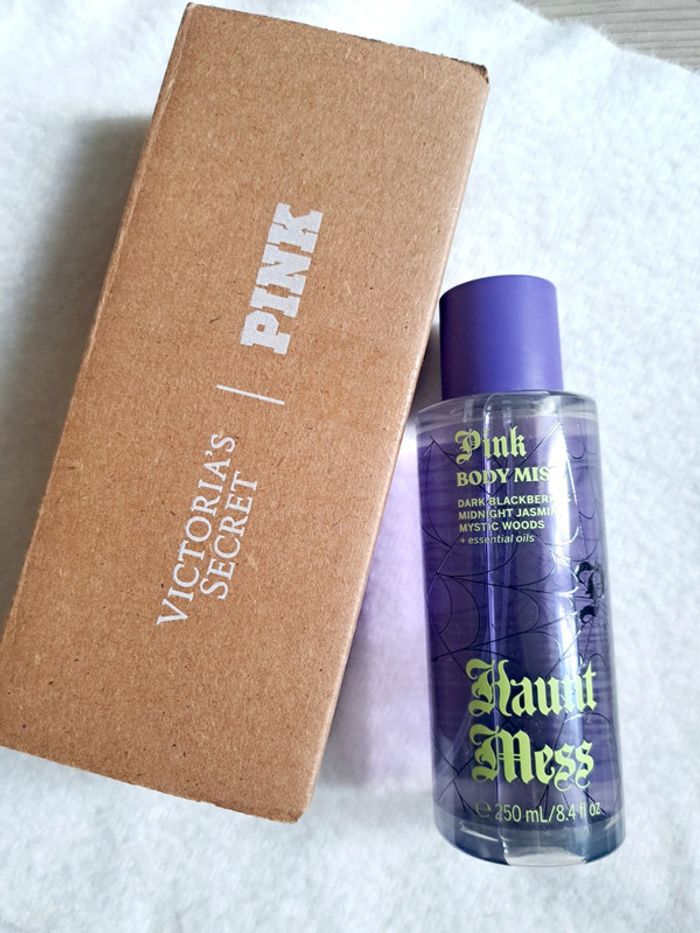 VICTORIA'S
SECRET
| PINK
Pink
BODY MIST
DARK BLACKBERRIES
MIDNIGHT JASMINE
MYSTIC WOODS
+ essential oils
Haunt
Mess
℮ 250 mL/8.4 fl oz